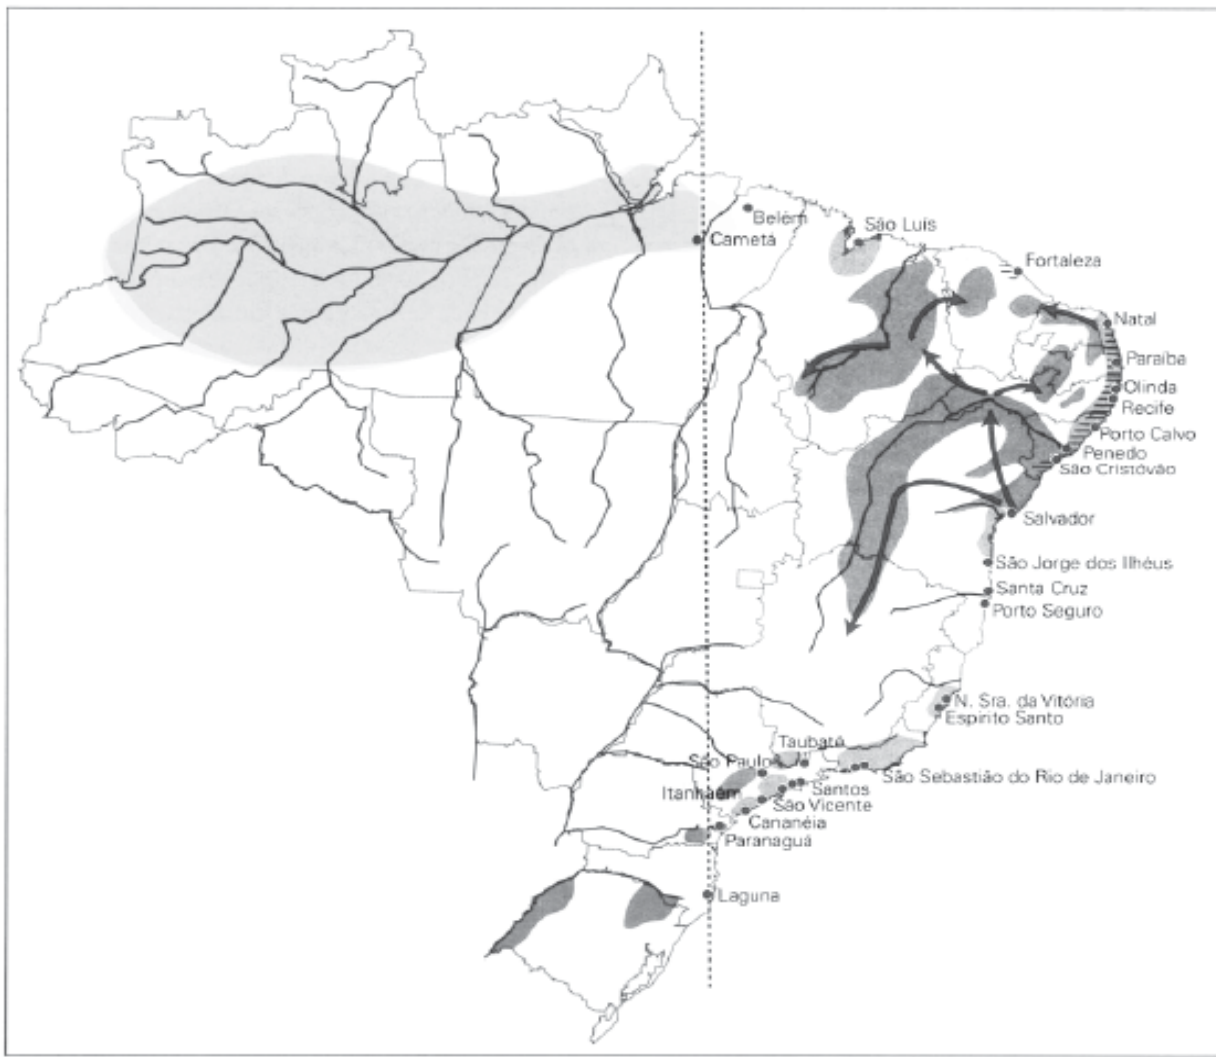 Belém
São Luís
Cametá
Fortaleza
Natal
Paraíba
Olinda
Recife
Porto Calvo
Penedo
São Cristóvão
Salvador
São Jorge dos Ilhéus
Santa Cruz
Porto Seguro
N. Sra. da Vitória
Espírito Santo
Taubaté
São Paulo
São Sebastião do Rio de Janeiro
Itanhaém
Santos
São Vicente
Cananéia
Paranaguá
Laguna